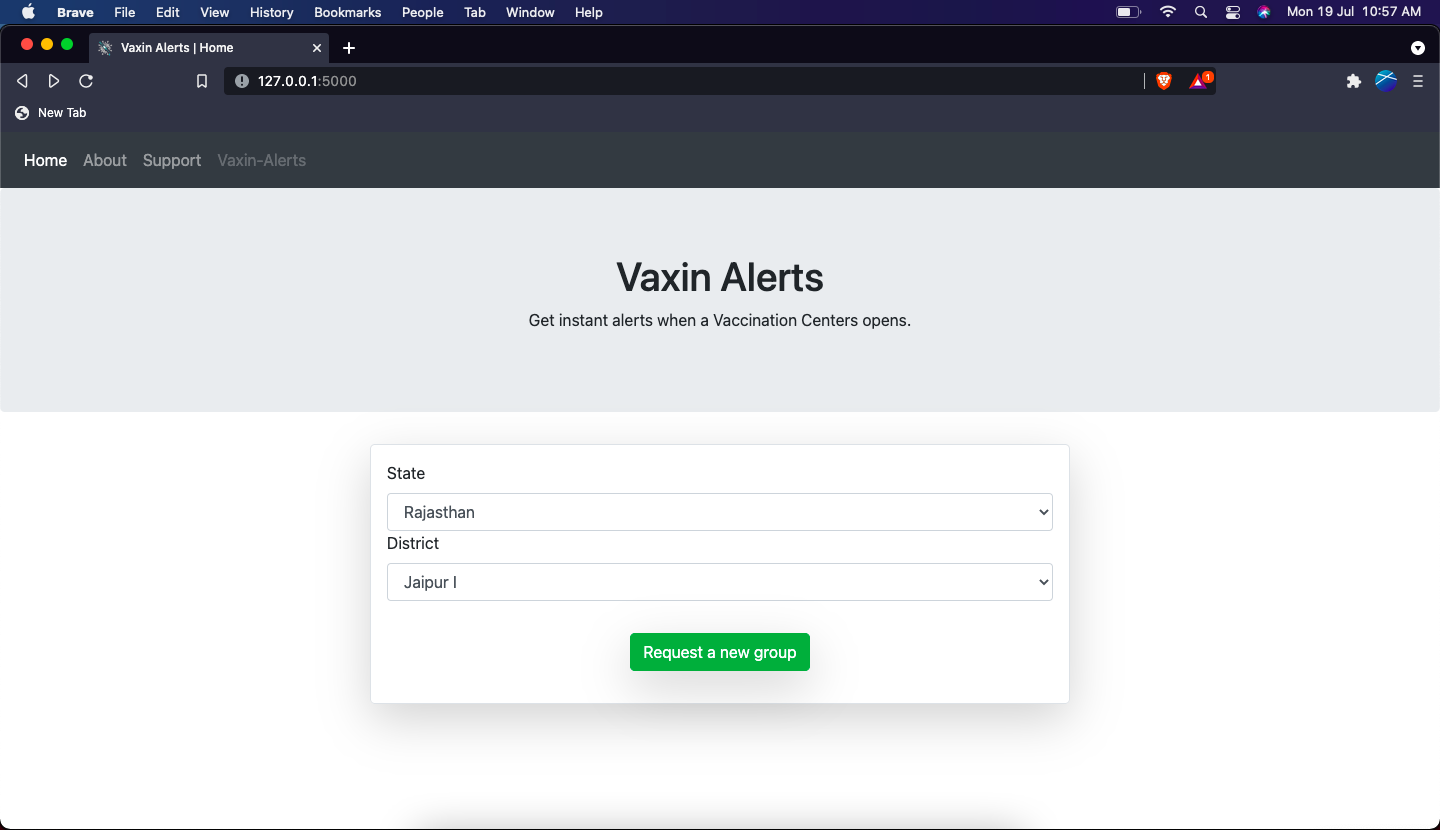 Brave File Edit View History Bookmarks People Tab Window Help Mon 19 Jul 10:57 AM
Vaxin Alerts | Home
127.0.0.1:5000
1
New Tab
Home About Support Vaxin-Alerts
Vaxin Alerts
Get instant alerts when a Vaccination Centers opens.
State
Rajasthan
District
Jaipur I
Request a new group